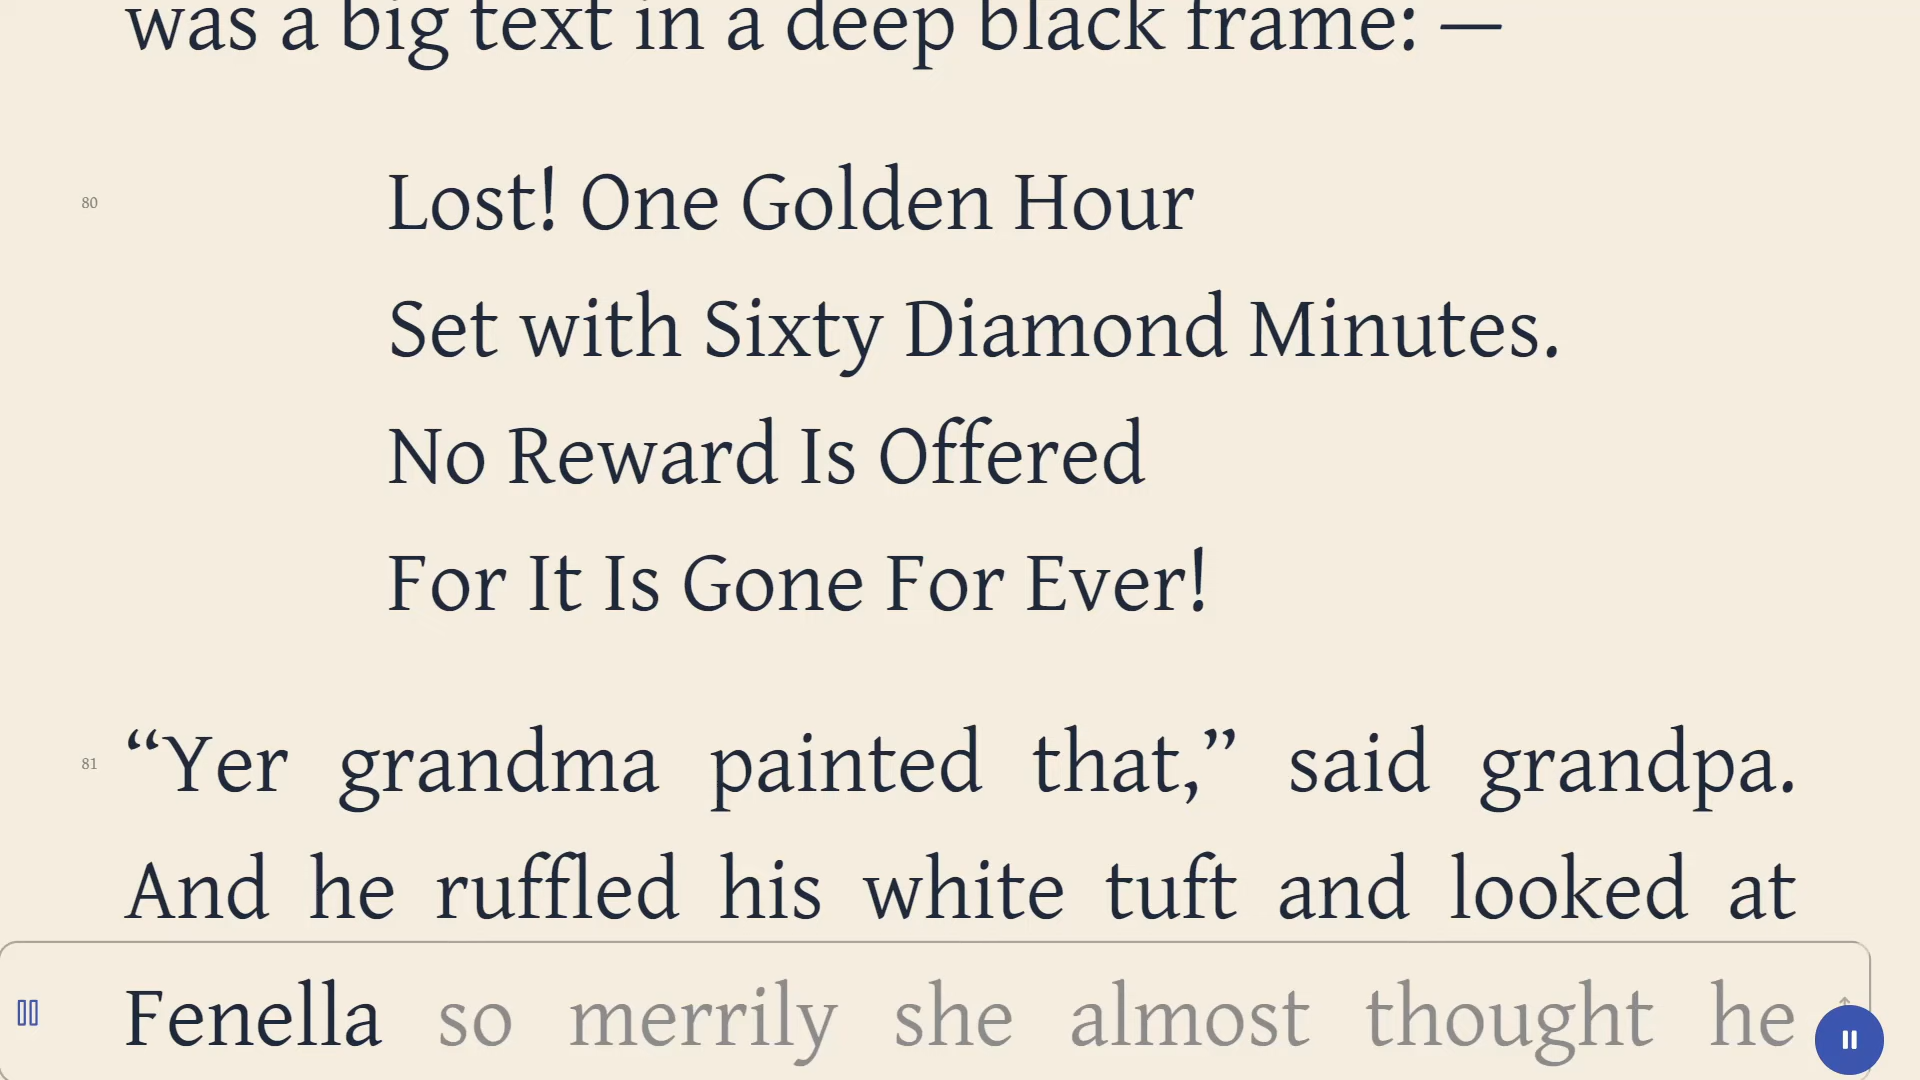 was a big text in a deep black frame: —
80
Lost! One Golden Hour
Set with Sixty Diamond Minutes.
No Reward Is Offered
For It Is Gone For Ever!
81
“Yer grandma painted that,” said grandpa.
And he ruffled his white tuft and looked at
Fenella so merrily she almost thought he